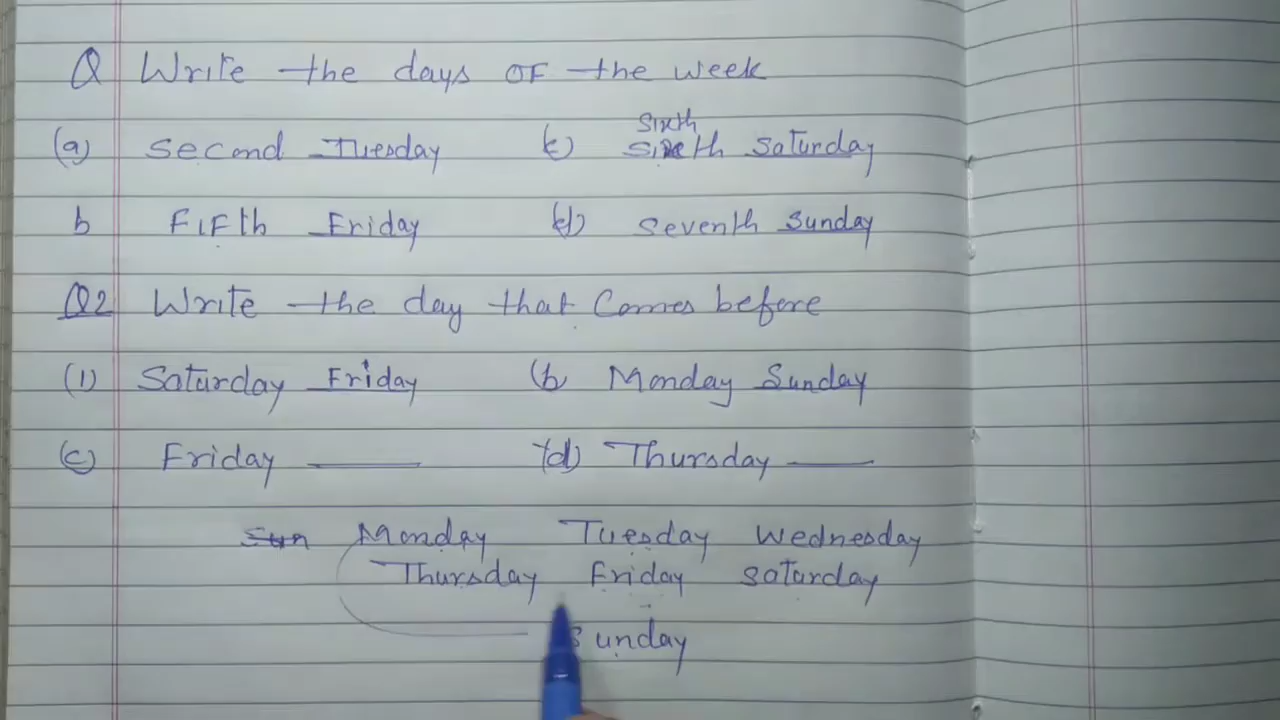 Q Write the days of the week
(a) Second Tuesday (c) Sixth Saturday
b Fifth Friday (d) Seventh Sunday
Q2 Write the day that comes before
(1) Saturday Friday (b) Monday Sunday
(c) Friday (d) Thursday
Sun Monday Tuesday Wednesday
Thursday Friday Saturday
Sunday